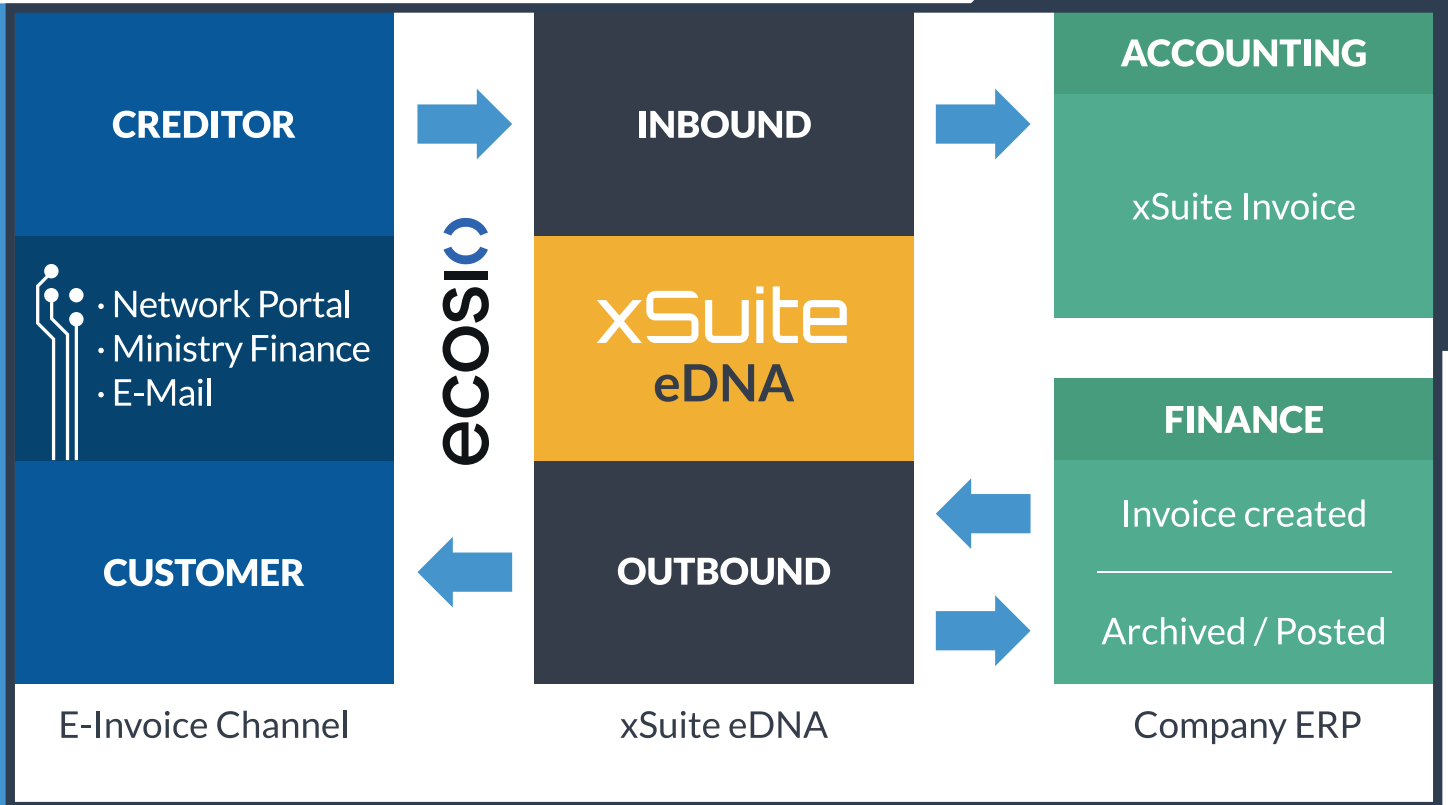 CREDITOR
· Network Portal
· Ministry Finance
· E-Mail
CUSTOMER
E-Invoice Channel
ecosio
INBOUND
xSuite
eDNA
OUTBOUND
xSuite eDNA
ACCOUNTING
xSuite Invoice
FINANCE
Invoice created
Archived / Posted
Company ERP